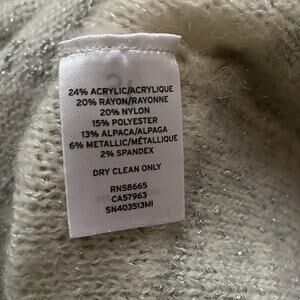 24% ACRYLIC/ACRYLIQUE
20% RAYON/RAYONNE
20% NYLON
15% POLYESTER
13% ALPACA/ALPAGA
6% METALLIC/MÉTALLIQUE
2% SPANDEX
DRY CLEAN ONLY
RN58665
CA57963
SN403513MI